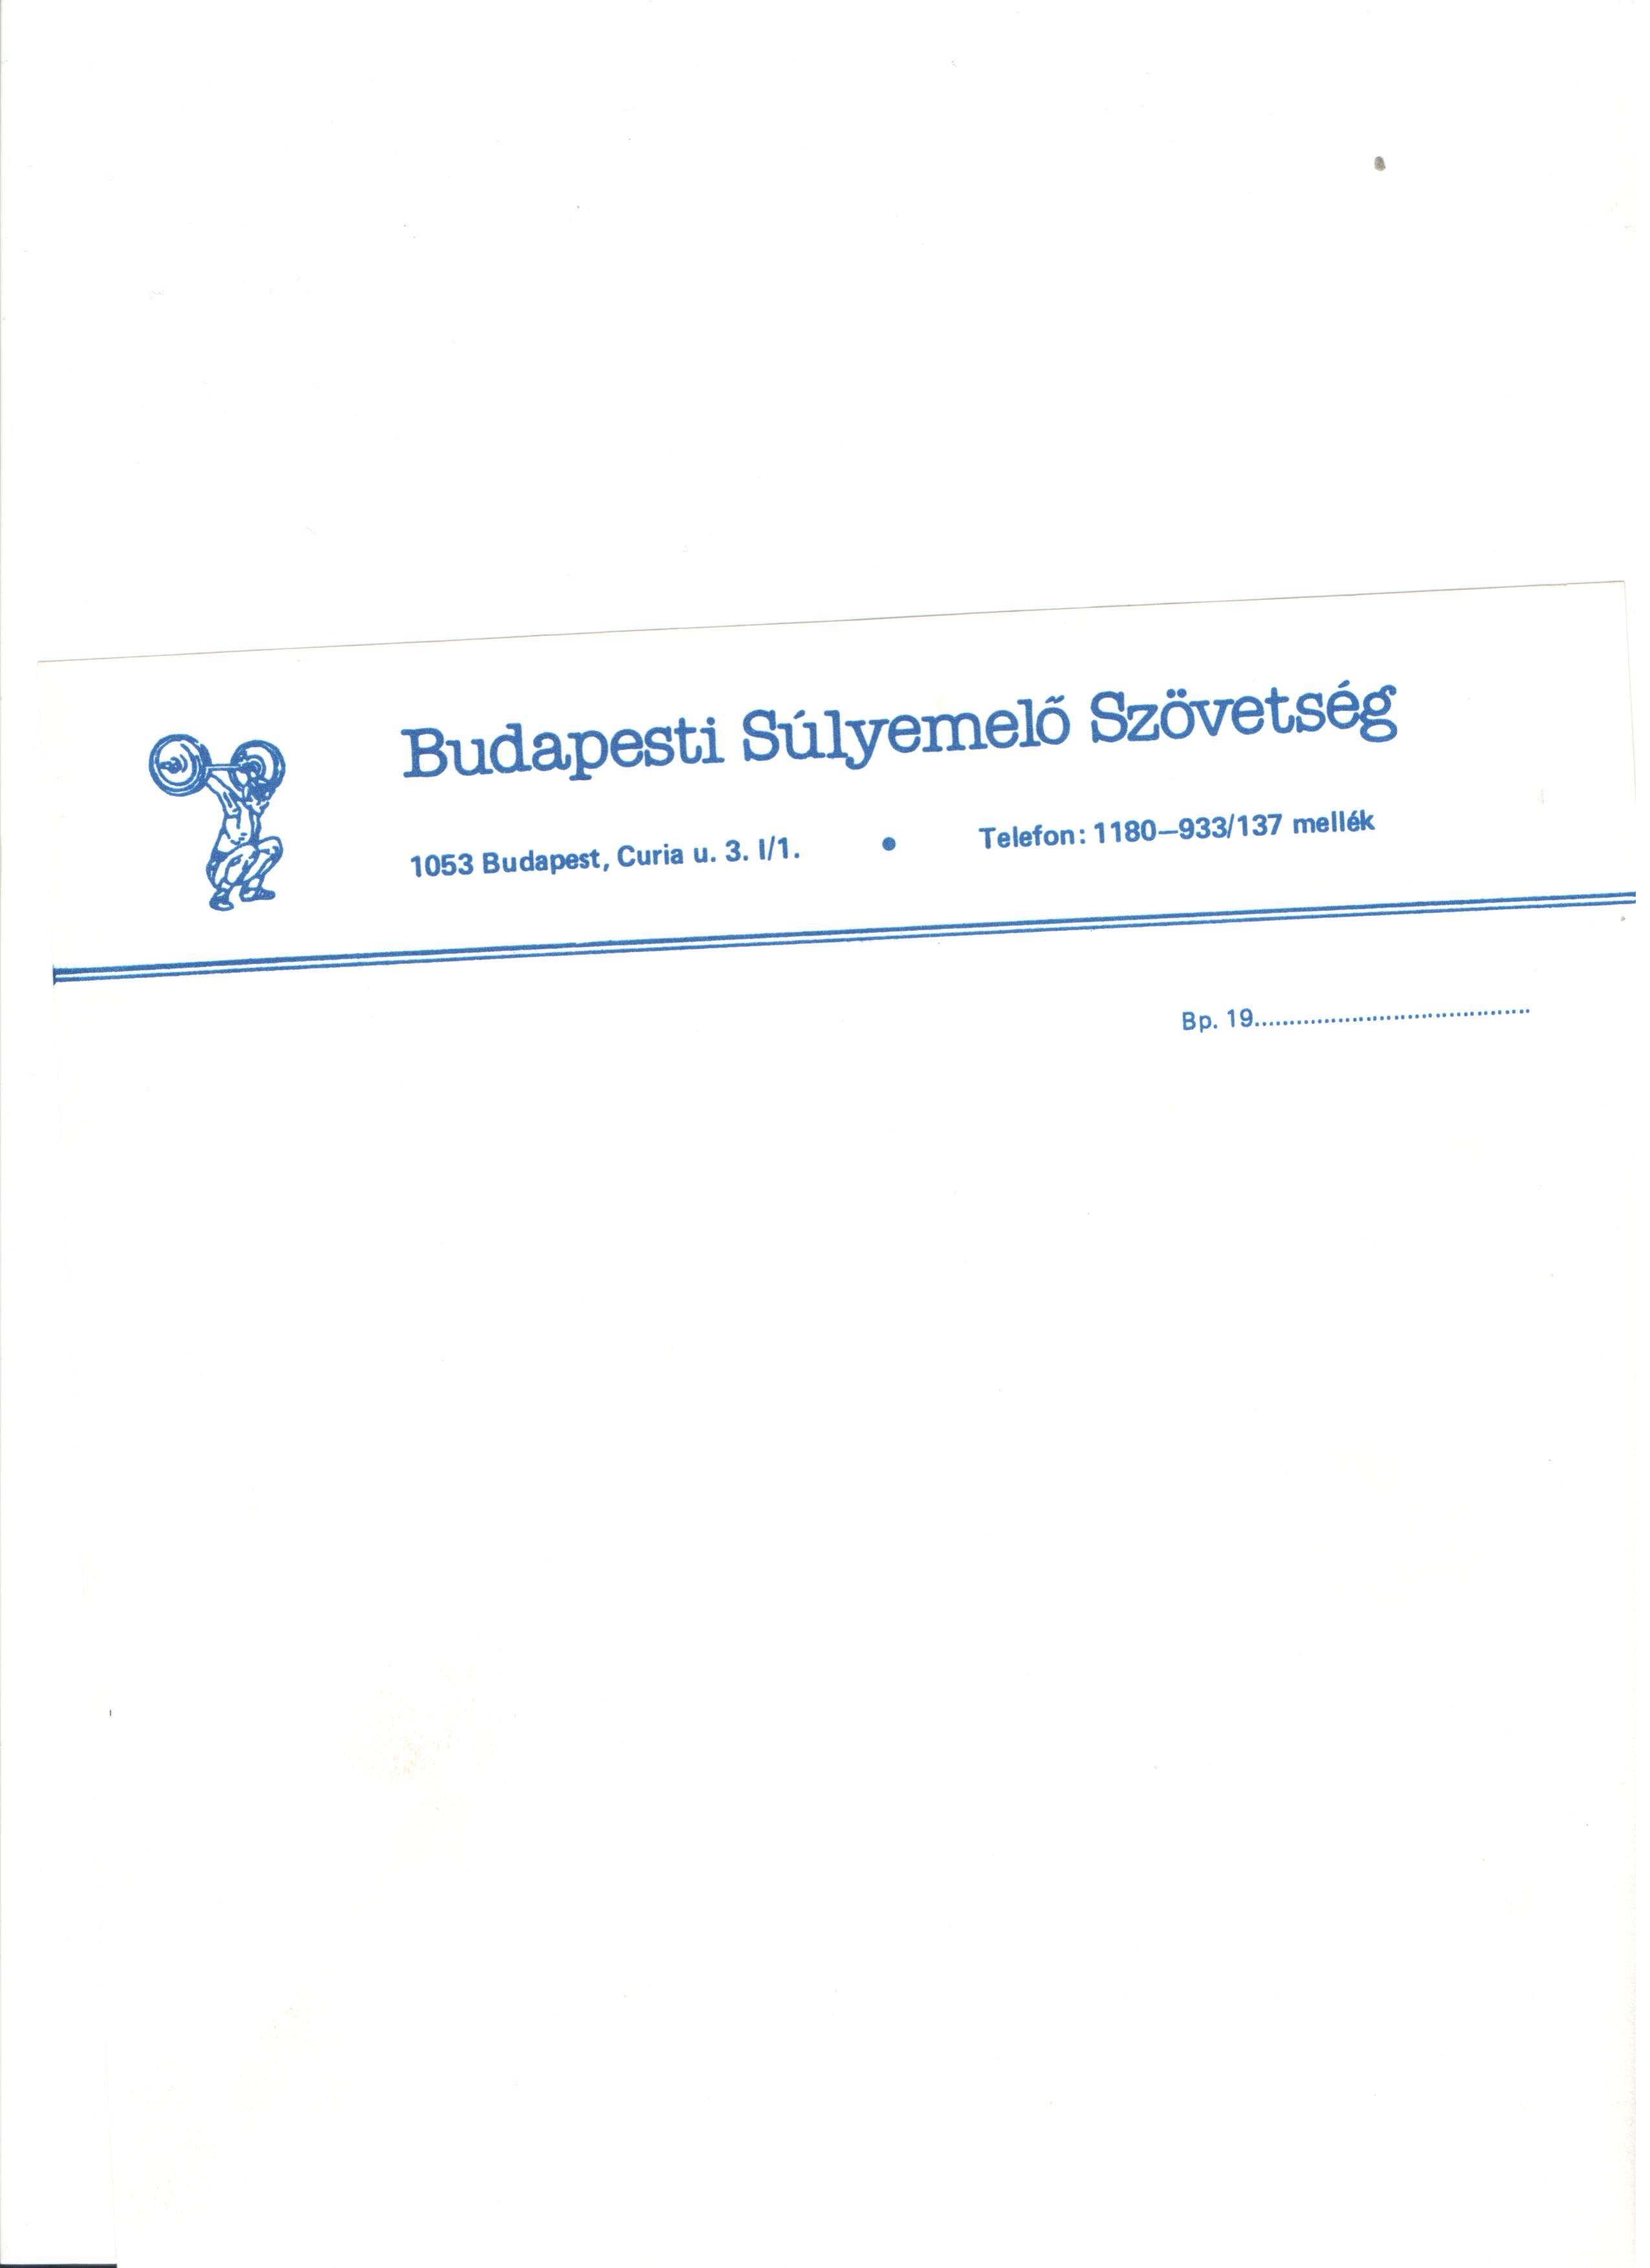 Budapesti Súlyemelő Szövetség
1053 Budapest, Curia u. 3. I/1. • Telefon: 1180–933/137 mellék
Bp. 19........................................